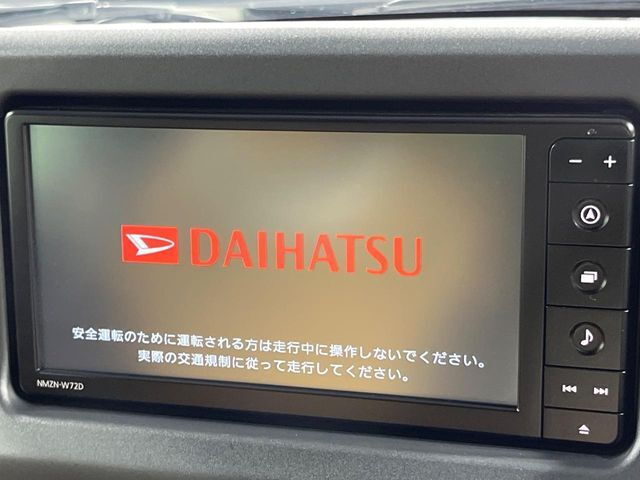 DAIHATSU
安全運転のために運転される方は走行中に操作しないでください。
実際の交通規制に従って走行してください。
NMZN-W72D